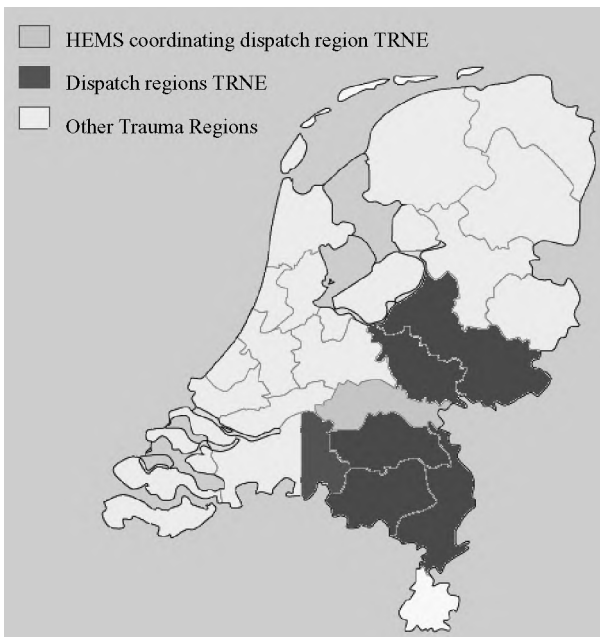 HEMS coordinating dispatch region TRNE
Dispatch regions TRNE
Other Trauma Regions